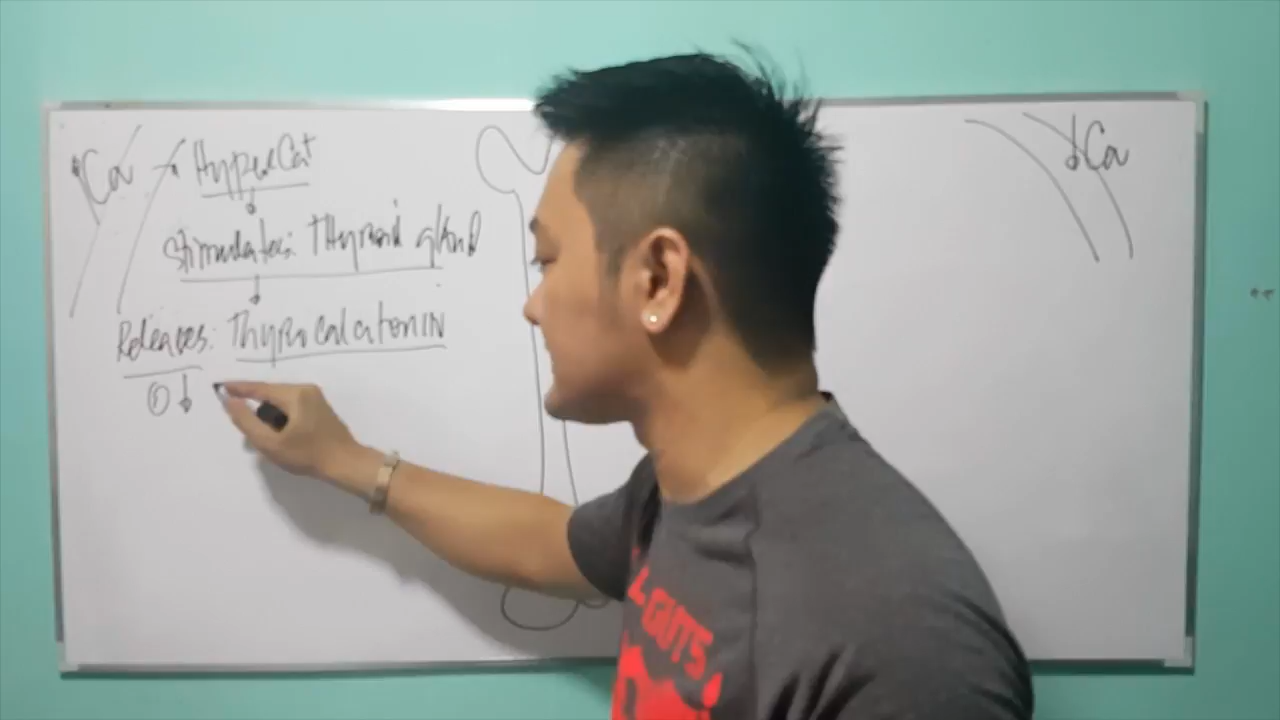 ↑Ca → HyperCa+
Stimulates: Thyroid gland
Releases: Thyrocalcitonin
① ↓
↓Ca
L GUTS